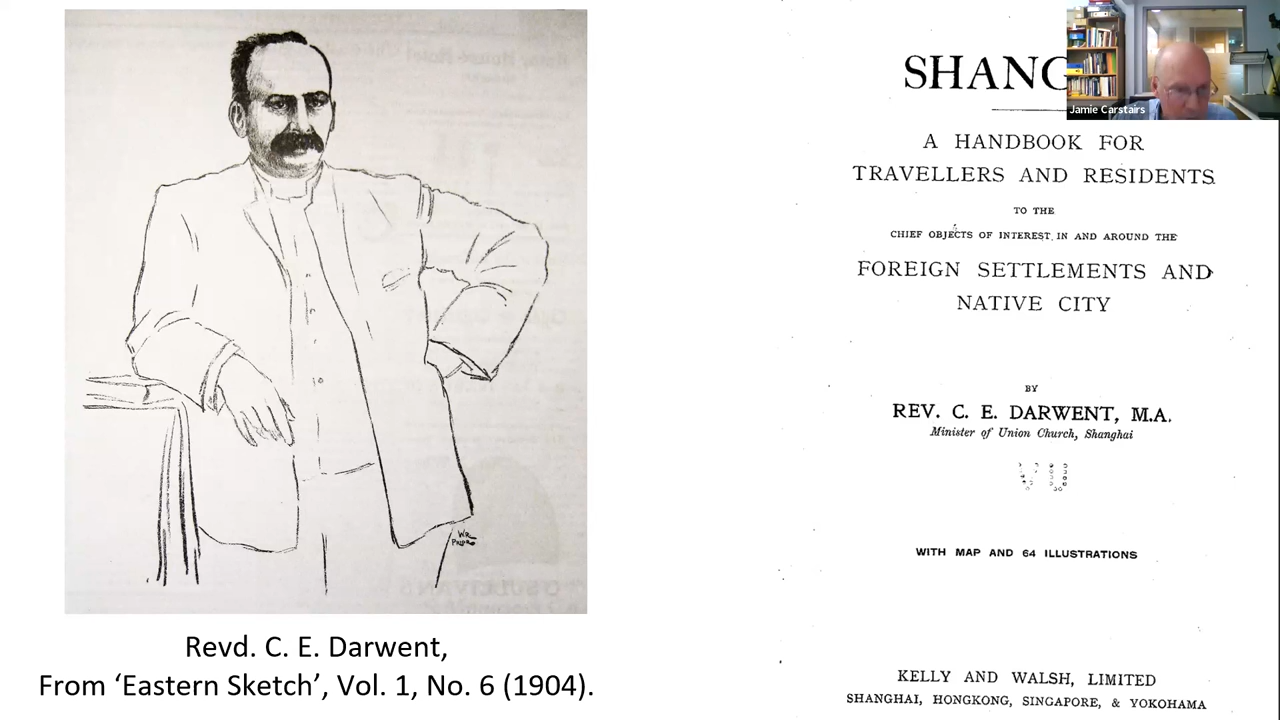 Revd. C. E. Darwent,
From ‘Eastern Sketch’, Vol. 1, No. 6 (1904).
SHANG
Jamie Carstairs
A HANDBOOK FOR
TRAVELLERS AND RESIDENTS
TO THE
CHIEF OBJECTS OF INTEREST IN AND AROUND THE
FOREIGN SETTLEMENTS AND
NATIVE CITY
BY
REV. C. E. DARWENT, M.A.
Minister of Union Church, Shanghai
WITH MAP AND 64 ILLUSTRATIONS
KELLY AND WALSH, LIMITED
SHANGHAI, HONGKONG, SINGAPORE, & YOKOHAMA